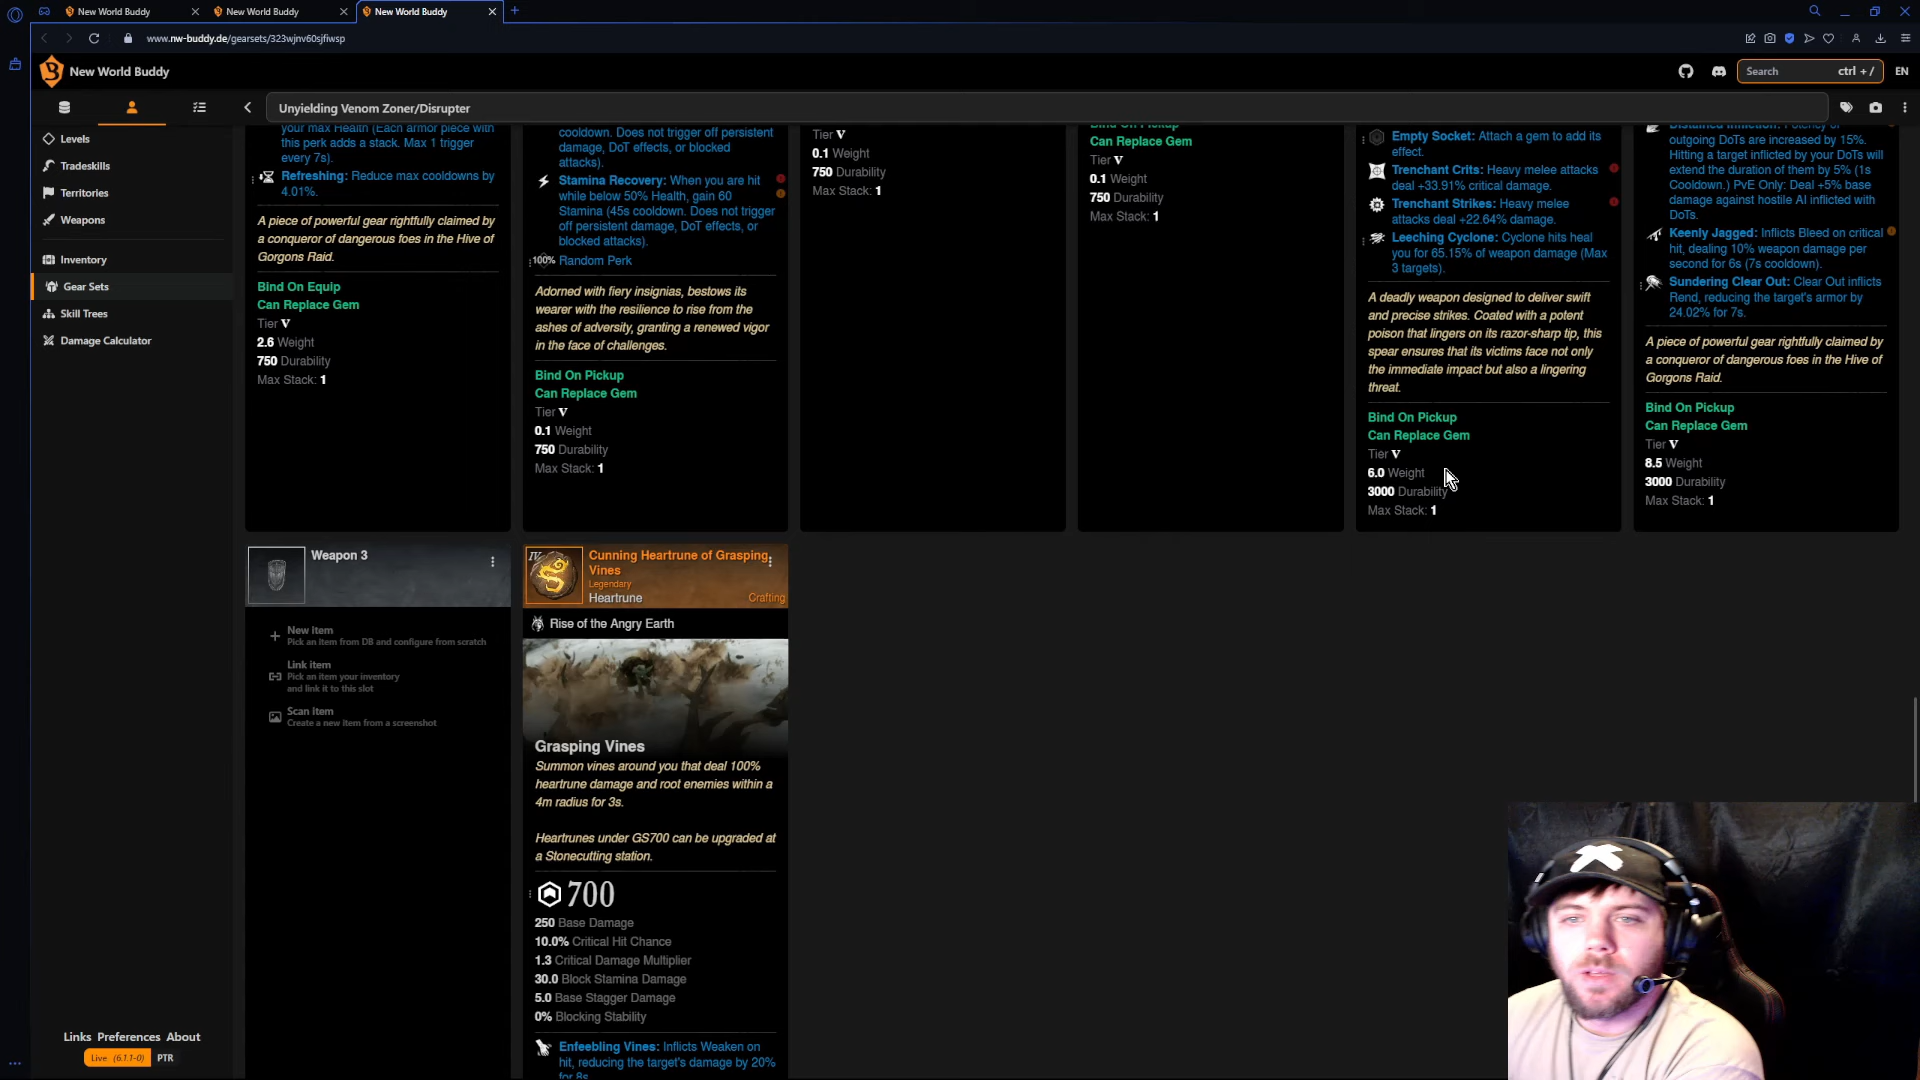 New World Buddy
New World Buddy
New World Buddy
www.nw-buddy.de/gearsets/323wjnv60sjfiwsp
New World Buddy
Search ctrl + /
EN
Unyielding Venom Zoner/Disrupter
Levels
Tradeskills
Territories
Weapons
Inventory
Gear Sets
Skill Trees
Damage Calculator
Links Preferences About
Live (6.1.1-0) PTR
your max Health (Each armor piece with
this perk adds a stack. Max 1 trigger
every 7s).
Refreshing: Reduce max cooldowns by
4.01%.
A piece of powerful gear rightfully claimed by
a conqueror of dangerous foes in the Hive of
Gorgons Raid.
Bind On Equip
Can Replace Gem
Tier V
2.6 Weight
750 Durability
Max Stack: 1
cooldown. Does not trigger off persistent
damage, DoT effects, or blocked
attacks).
Stamina Recovery: When you are hit
while below 50% Health, gain 60
Stamina (45s cooldown. Does not trigger
off persistent damage, DoT effects, or
blocked attacks).
100% Random Perk
Adorned with fiery insignias, bestows its
wearer with the resilience to rise from the
ashes of adversity, granting a renewed vigor
in the face of challenges.
Bind On Pickup
Can Replace Gem
Tier V
0.1 Weight
750 Durability
Max Stack: 1
Tier V
0.1 Weight
750 Durability
Max Stack: 1
Bind On Pickup
Can Replace Gem
Tier V
0.1 Weight
750 Durability
Max Stack: 1
Empty Socket: Attach a gem to add its
effect.
Trenchant Crits: Heavy melee attacks
deal +33.91% critical damage.
Trenchant Strikes: Heavy melee
attacks deal +22.64% damage.
Leeching Cyclone: Cyclone hits heal
you for 65.15% of weapon damage (Max
3 targets).
A deadly weapon designed to deliver swift
and precise strikes. Coated with a potent
poison that lingers on its razor-sharp tip, this
spear ensures that its victims face not only
the immediate impact but also a lingering
threat.
Bind On Pickup
Can Replace Gem
Tier V
6.0 Weight
3000 Durability
Max Stack: 1
outgoing DoTs are increased by 15%.
Hitting a target inflicted by your DoTs will
extend the duration of them by 5% (1s
Cooldown.) PvE Only: Deal +5% base
damage against hostile AI inflicted with
DoTs.
Keenly Jagged: Inflicts Bleed on critical
hit, dealing 10% weapon damage per
second for 6s (7s cooldown).
Sundering Clear Out: Clear Out inflicts
Rend, reducing the target's armor by
24.02% for 7s.
A piece of powerful gear rightfully claimed by
a conqueror of dangerous foes in the Hive of
Gorgons Raid.
Bind On Pickup
Can Replace Gem
Tier V
8.5 Weight
3000 Durability
Max Stack: 1
Weapon 3
New item
Pick an item from DB and configure from scratch
Link item
Pick an item your inventory
and link it to this slot
Scan item
Create a new item from a screenshot
IV
Cunning Heartrune of Grasping
Vines
Legendary
Heartrune
Crafting
Rise of the Angry Earth
Grasping Vines
Summon vines around you that deal 100%
heartrune damage and root enemies within a
4m radius for 3s.
Heartrunes under GS700 can be upgraded at
a Stonecutting station.
700
250 Base Damage
10.0% Critical Hit Chance
1.3 Critical Damage Multiplier
30.0 Block Stamina Damage
5.0 Base Stagger Damage
0% Blocking Stability
Enfeebling Vines: Inflicts Weaken on
hit, reducing the target's damage by 20%
for 8s